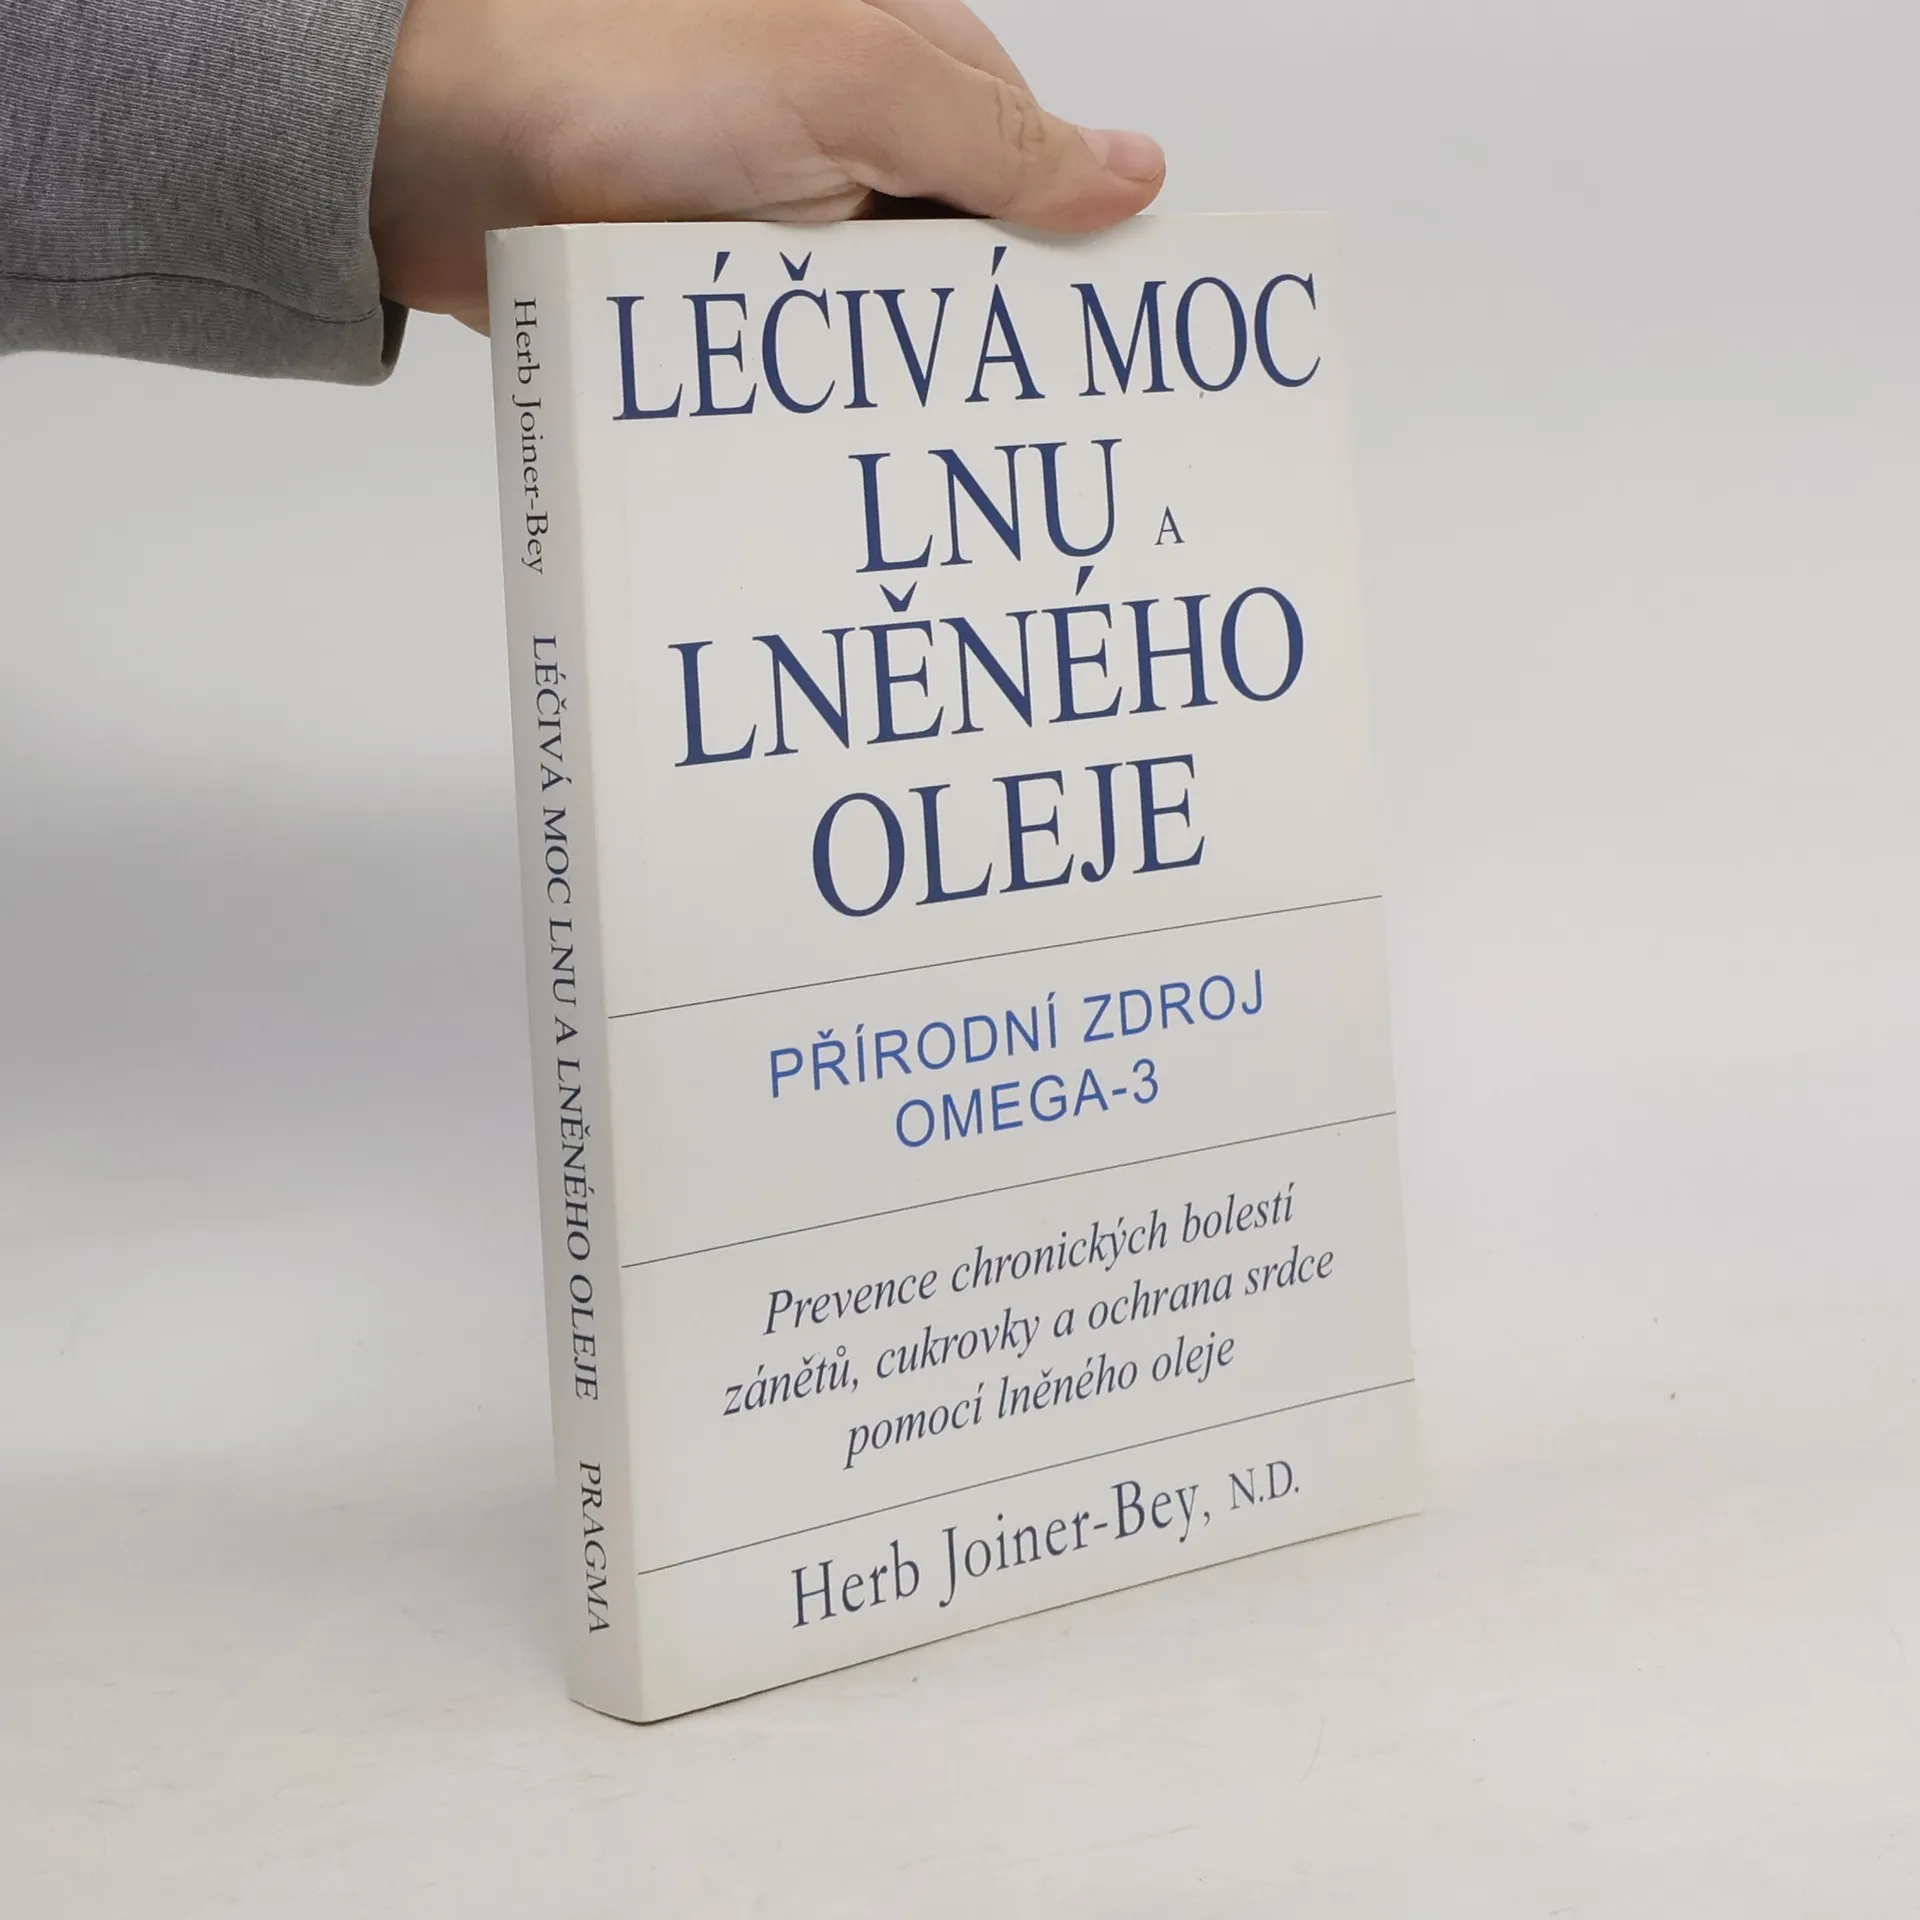 Herb Joiner-Bey LÉČIVÁ MOC LNU A LNĚNÉHO OLEJE PRAGMA
LÉČIVÁ MOC
LNU A
LNĚNÉHO
OLEJE
PŘÍRODNÍ ZDROJ
OMEGA-3
Prevence chronických bolestí
zánětů, cukrovky a ochrana srdce
pomocí lněného oleje
Herb Joiner-Bey, N.D.